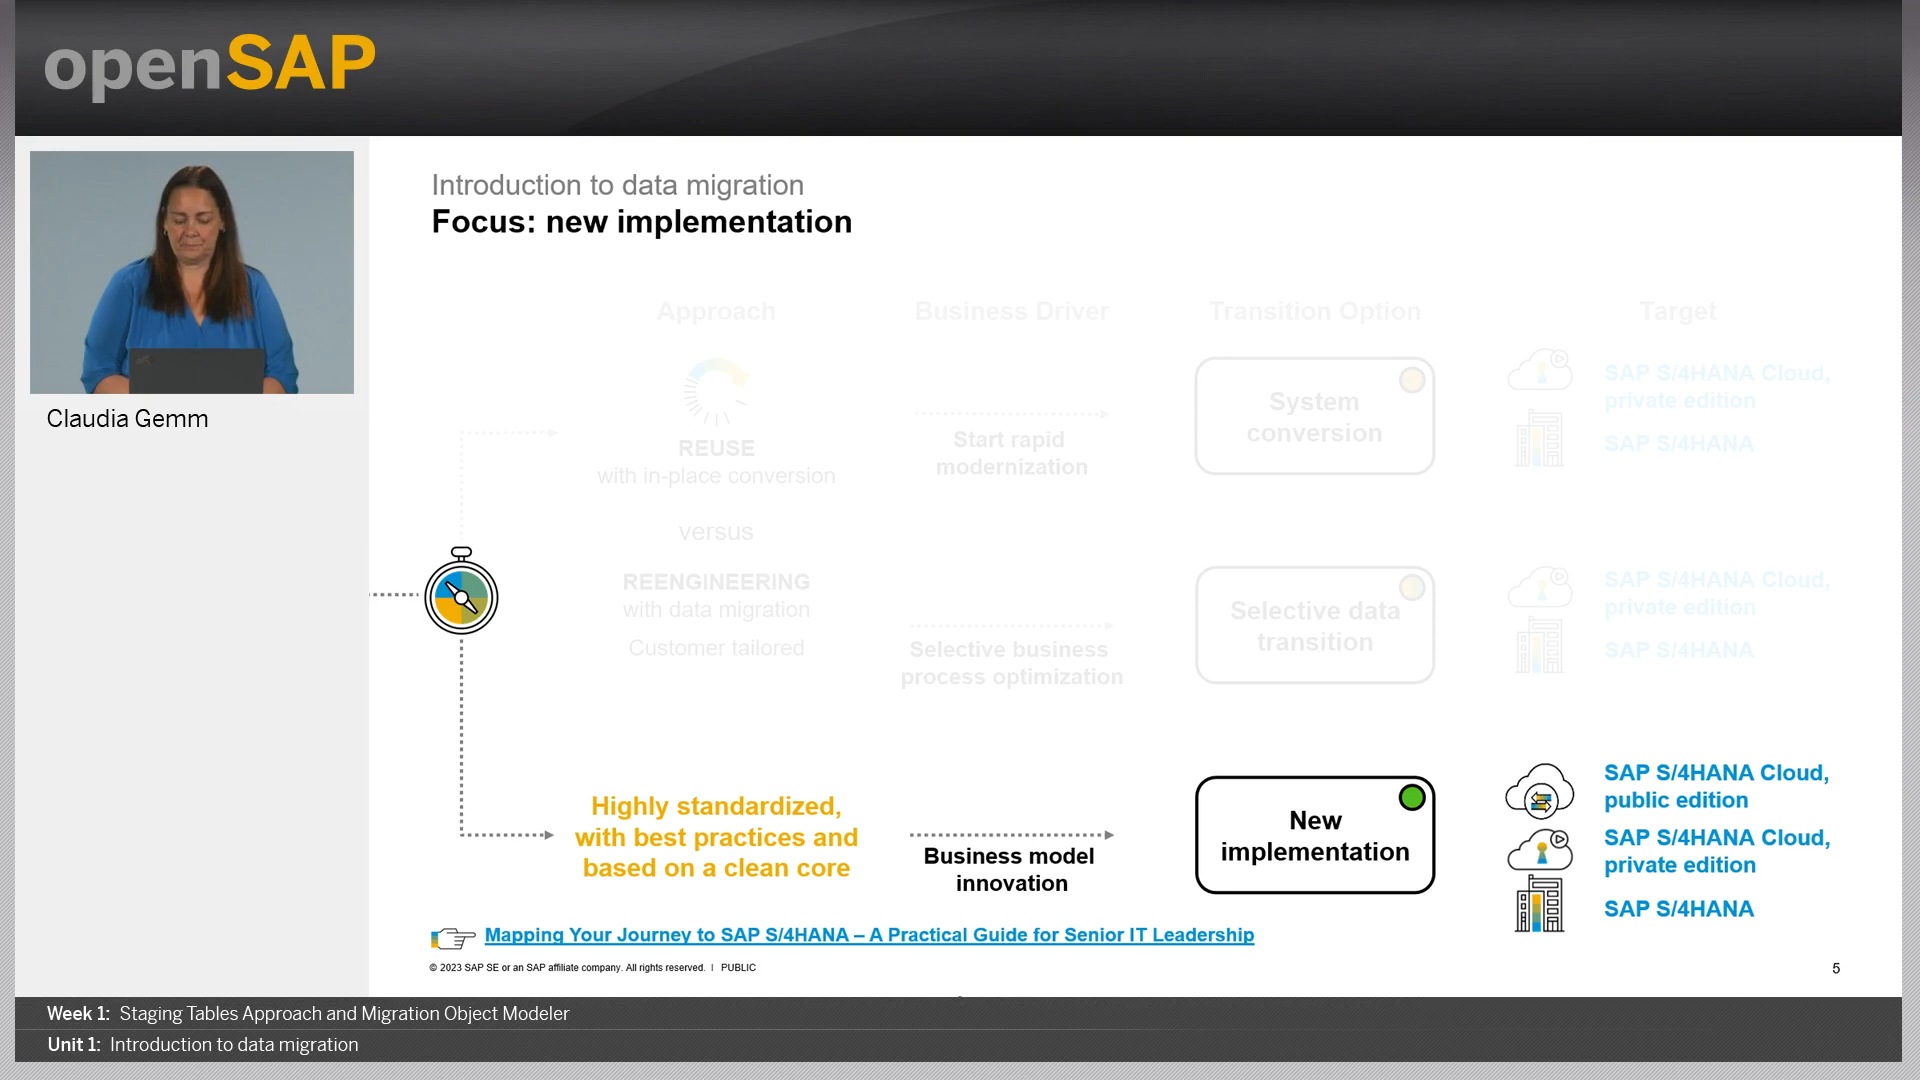 openSAP
Claudia Gemm
Introduction to data migration
Focus: new implementation
Approach
Business Driver
Transition Option
Target
REUSE
with in-place conversion
Start rapid
modernization
System
conversion
SAP S/4HANA Cloud,
private edition
SAP S/4HANA
versus
REENGINEERING
with data migration
Customer tailored
Selective business
process optimization
Selective data
transition
SAP S/4HANA Cloud,
private edition
SAP S/4HANA
Highly standardized,
with best practices and
based on a clean core
Business model
innovation
New
implementation
SAP S/4HANA Cloud,
public edition
SAP S/4HANA Cloud,
private edition
SAP S/4HANA
Mapping Your Journey to SAP S/4HANA – A Practical Guide for Senior IT Leadership
© 2023 SAP SE or an SAP affiliate company. All rights reserved. | PUBLIC
5
Week 1: Staging Tables Approach and Migration Object Modeler
Unit 1: Introduction to data migration